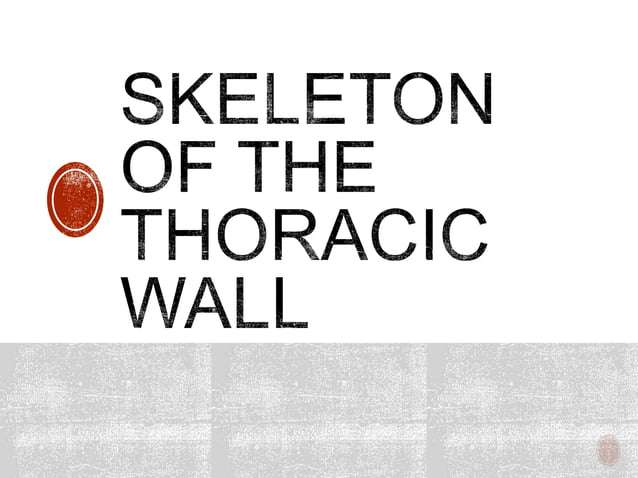 SKELETON
OF THE
THORACIC
WALL